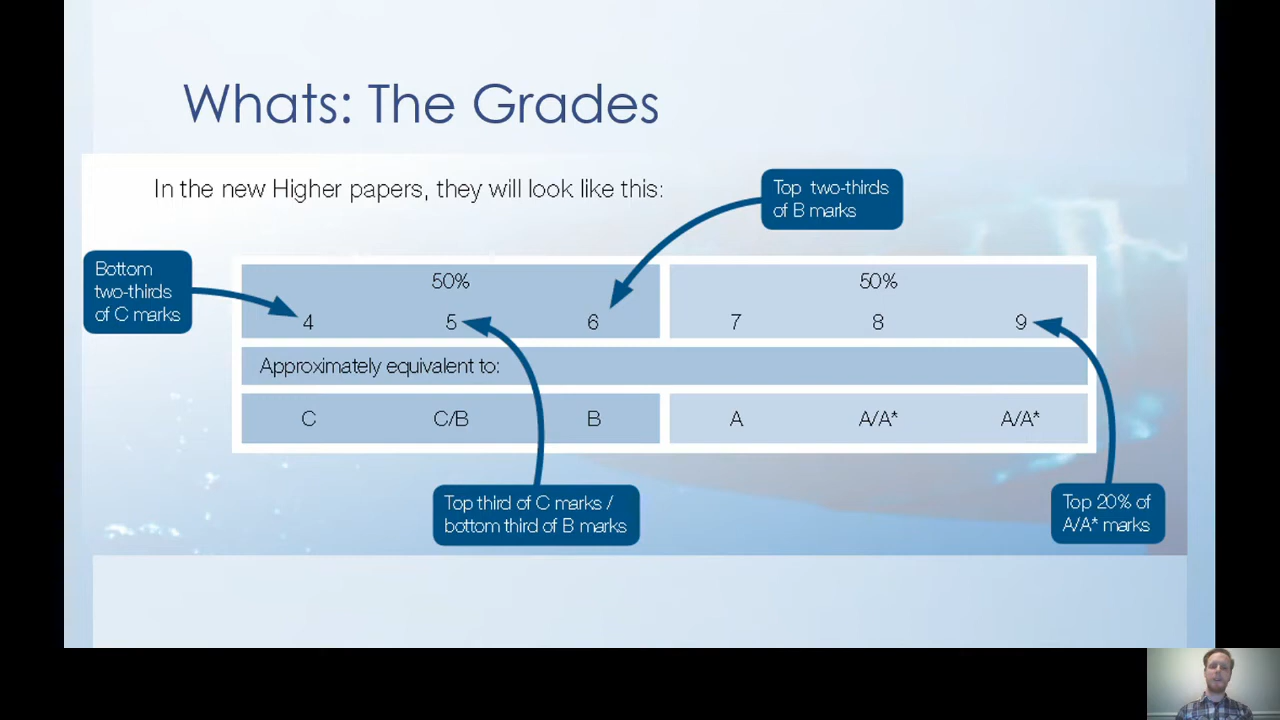 Whats: The Grades
In the new Higher papers, they will look like this:
Top two-thirds
of B marks
Bottom
two-thirds
of C marks
50% 50%
4 5 6 7 8 9
Approximately equivalent to:
C C/B B A A/A* A/A*
Top third of C marks /
bottom third of B marks
Top 20% of
A/A* marks